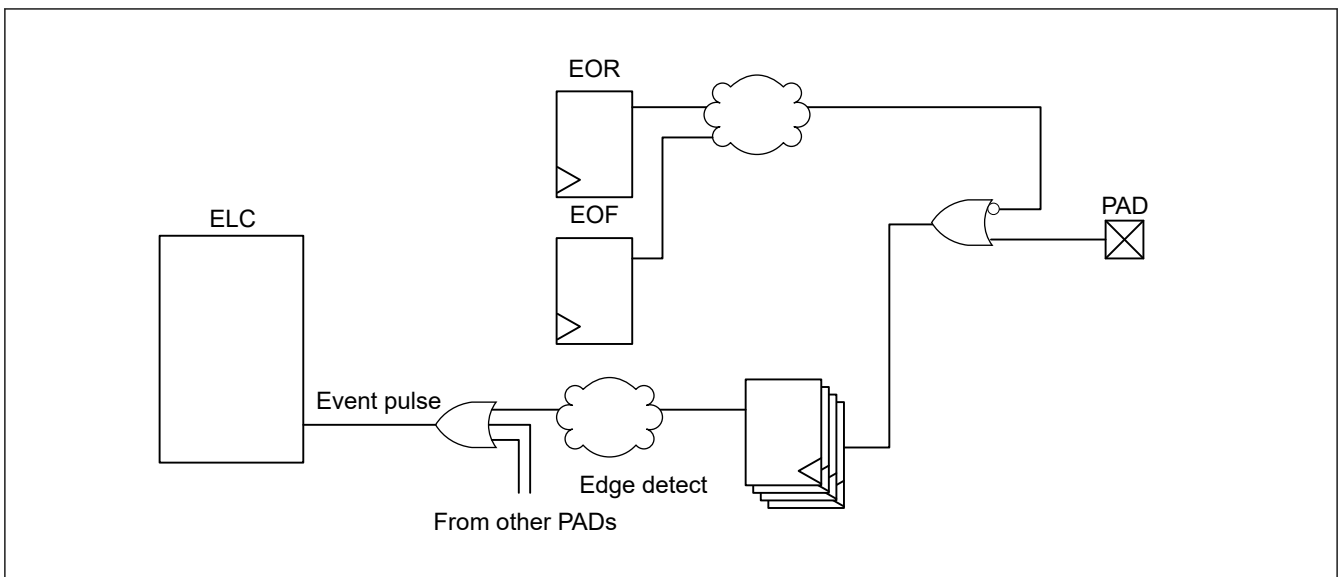 EOR
ELC
EOF
PAD
Event pulse
Edge detect
From other PADs